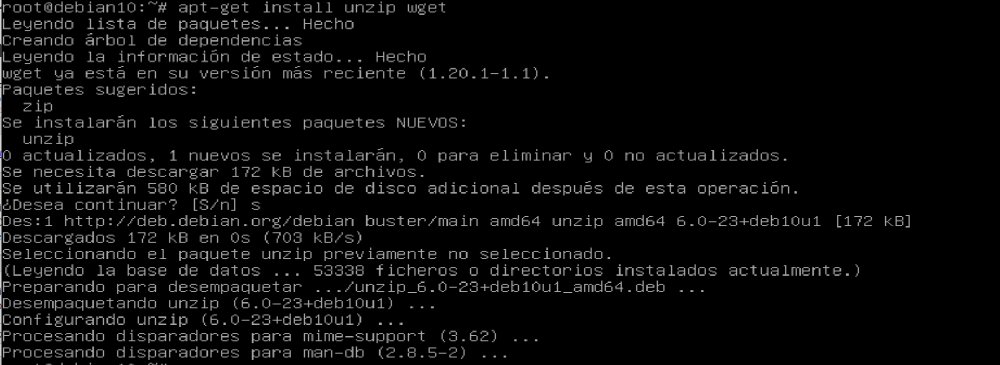 root@debian10:~# apt-get install unzip wget
Leyendo lista de paquetes... Hecho
Creando árbol de dependencias
Leyendo la información de estado... Hecho
wget ya está en su versión más reciente (1.20.1-1.1).
Paquetes sugeridos:
  zip
Se instalarán los siguientes paquetes NUEVOS:
  unzip
0 actualizados, 1 nuevos se instalarán, 0 para eliminar y 0 no actualizados.
Se necesita descargar 172 kB de archivos.
Se utilizarán 580 kB de espacio de disco adicional después de esta operación.
¿Desea continuar? [S/n] s
Des:1 http://deb.debian.org/debian buster/main amd64 unzip amd64 6.0-23+deb10u1 [172 kB]
Descargados 172 kB en 0s (703 kB/s)
Seleccionando el paquete unzip previamente no seleccionado.
(Leyendo la base de datos ... 53338 ficheros o directorios instalados actualmente.)
Preparando para desempaquetar .../unzip_6.0-23+deb10u1_amd64.deb ...
Desempaquetando unzip (6.0-23+deb10u1) ...
Configurando unzip (6.0-23+deb10u1) ...
Procesando disparadores para mime-support (3.62) ...
Procesando disparadores para man-db (2.8.5-2) ...